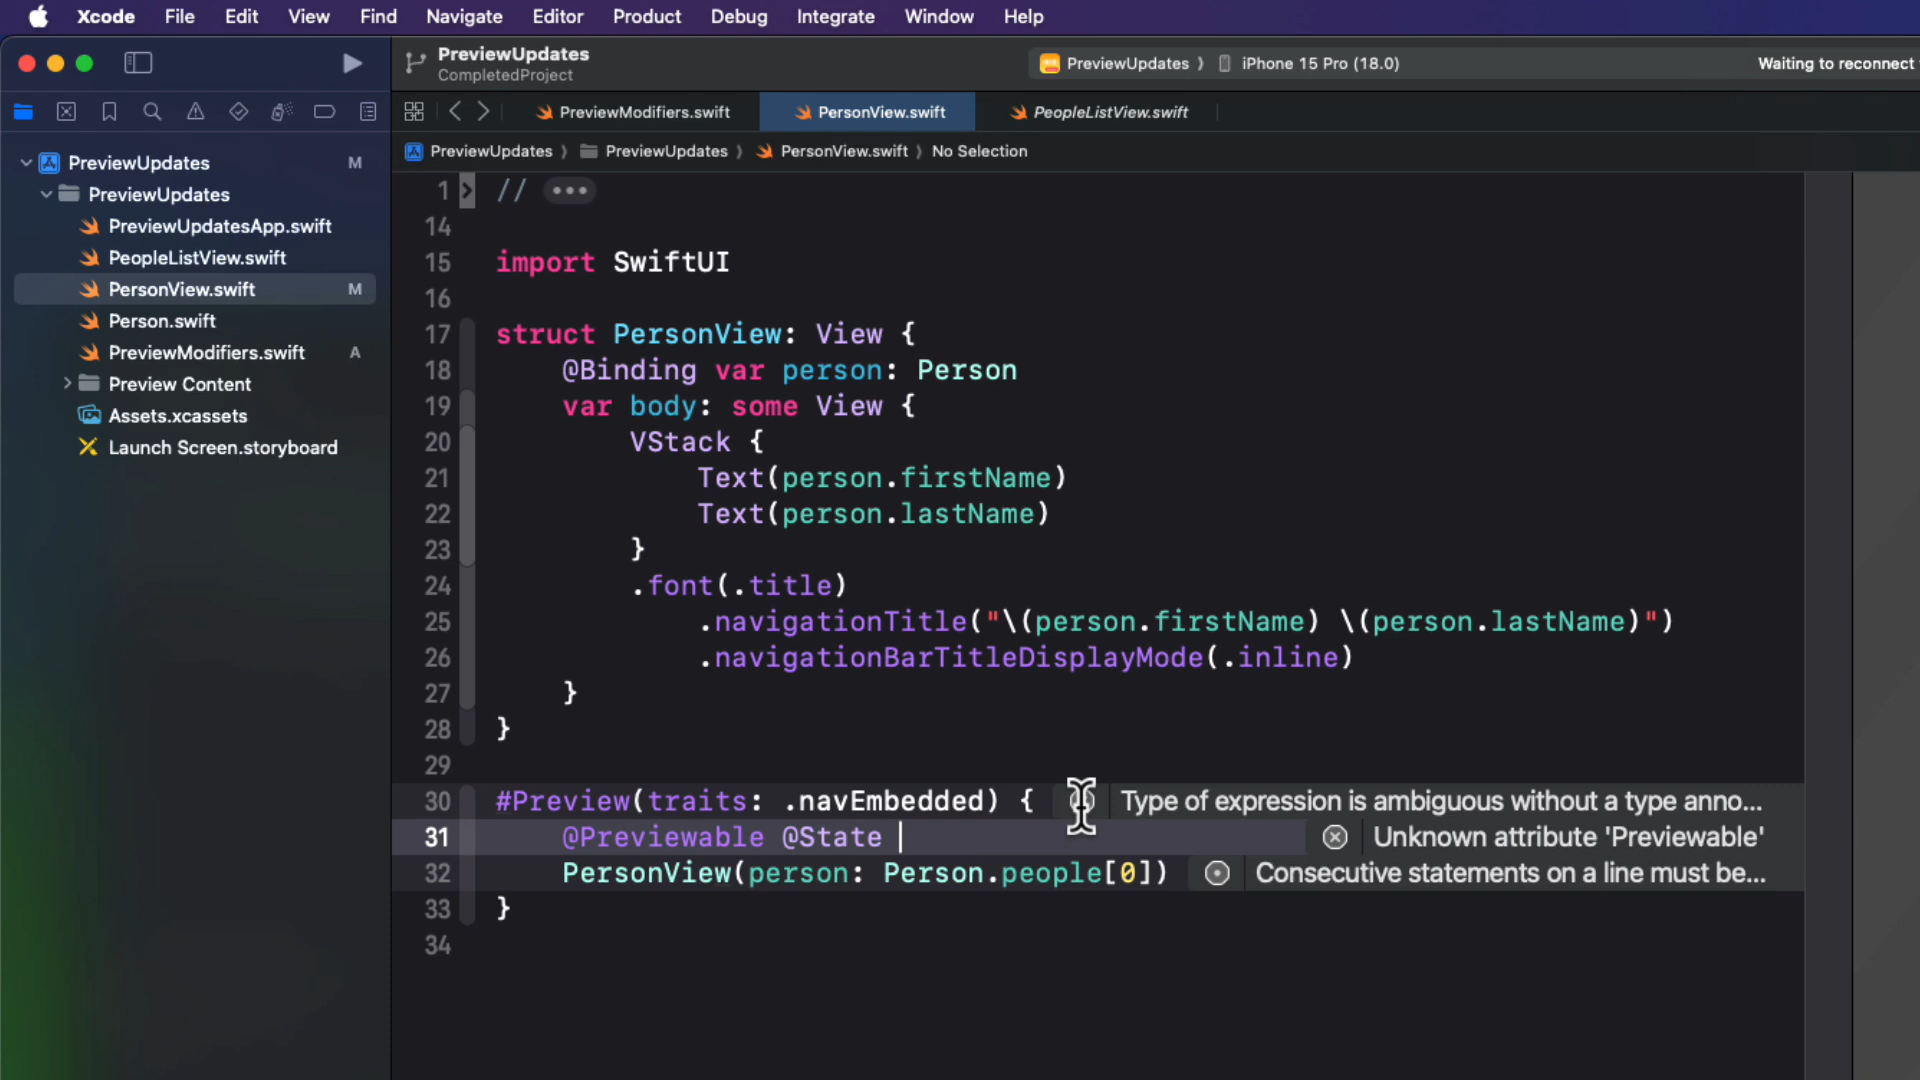 Xcode File Edit View Find Navigate Editor Product Debug Integrate Window Help
PreviewUpdates
CompletedProject
PreviewUpdates iPhone 15 Pro (18.0)
Waiting to reconnect
PreviewModifiers.swift PersonView.swift PeopleListView.swift
PreviewUpdates PreviewUpdates PersonView.swift No Selection
PreviewUpdates M
PreviewUpdates
PreviewUpdatesApp.swift
PeopleListView.swift
PersonView.swift M
Person.swift
PreviewModifiers.swift A
Preview Content
Assets.xcassets
Launch Screen.storyboard
1 // •••
14
15 import SwiftUI
16
17 struct PersonView: View {
18 @Binding var person: Person
19 var body: some View {
20 VStack {
21 Text(person.firstName)
22 Text(person.lastName)
23 }
24 .font(.title)
25 .navigationTitle("\(person.firstName) \(person.lastName)")
26 .navigationBarTitleDisplayMode(.inline)
27 }
28 }
29
30 #Preview(traits: .navEmbedded) { Type of expression is ambiguous without a type anno...
31 @Previewable @State Unknown attribute 'Previewable'
32 PersonView(person: Person.people[0]) Consecutive statements on a line must be...
33 }
34